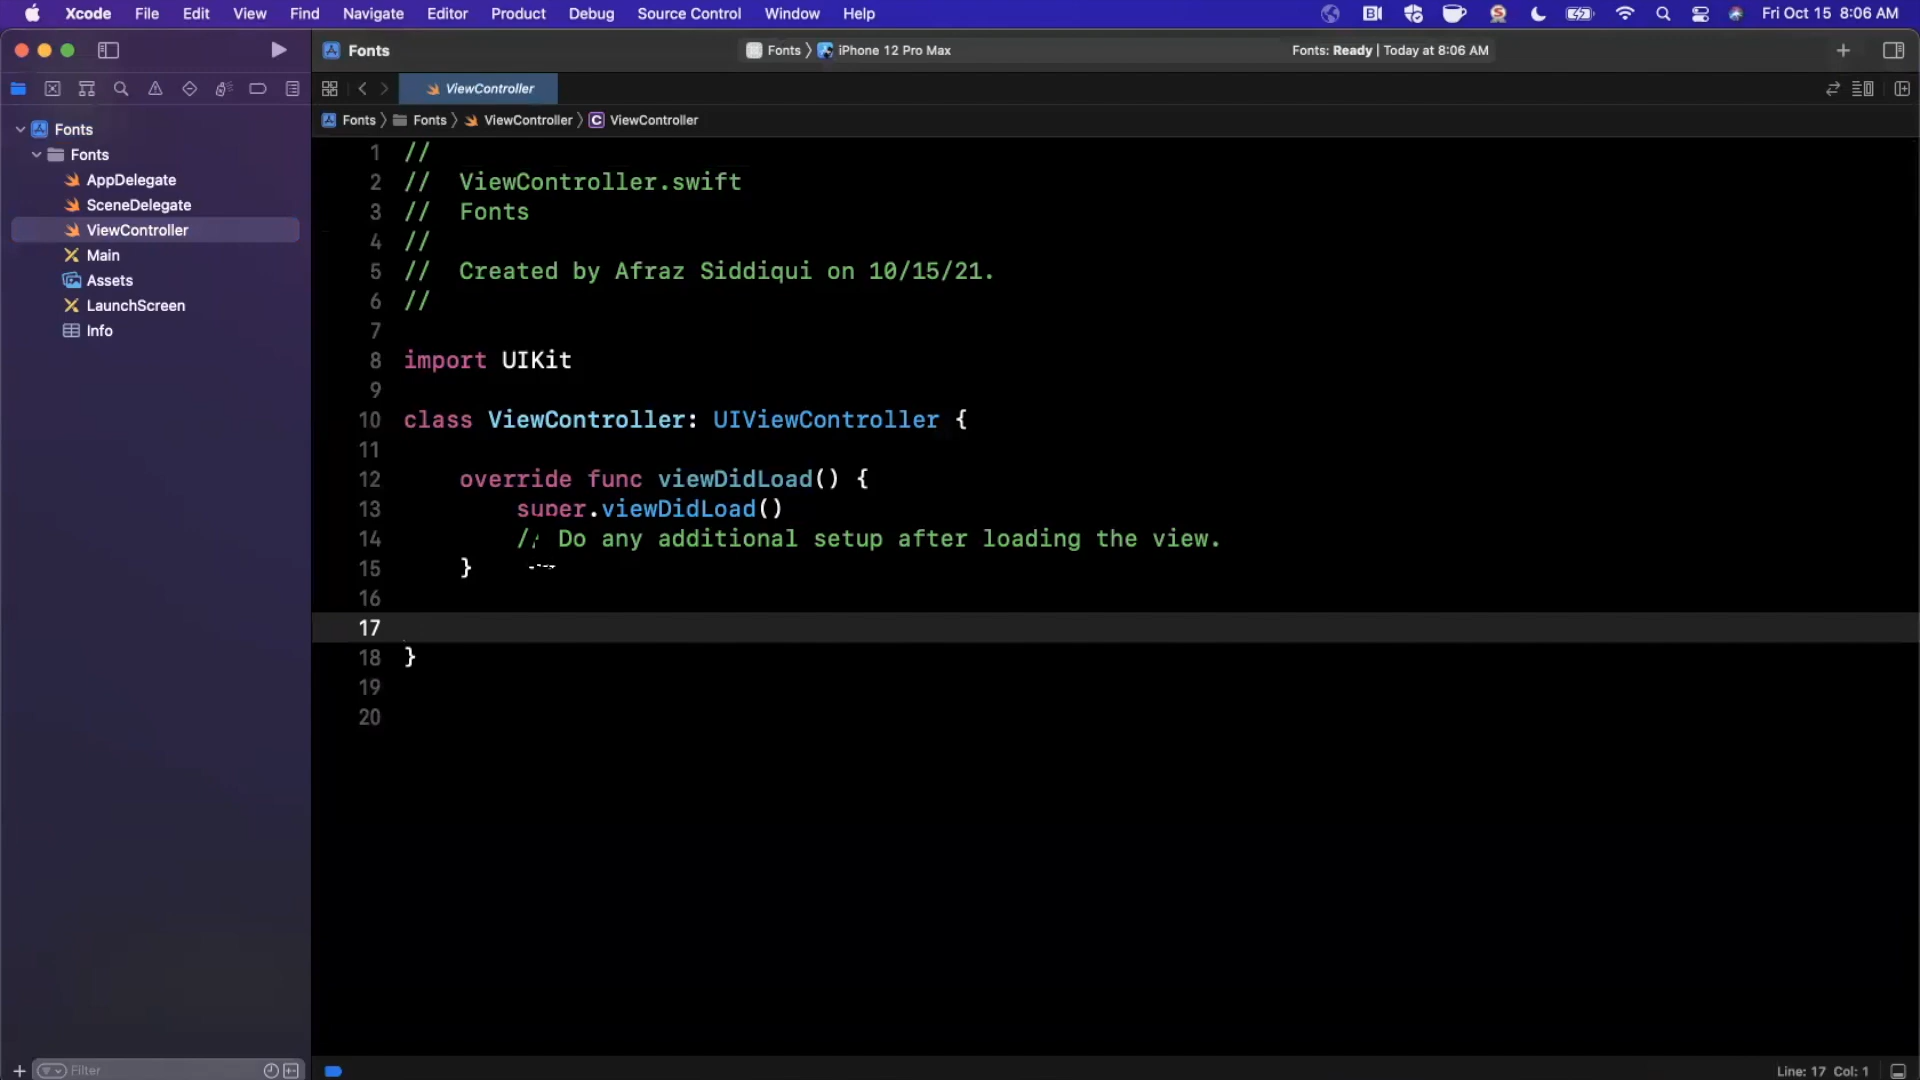 Xcode File Edit View Find Navigate Editor Product Debug Source Control Window Help Fri Oct 15 8:06 AM
Fonts Fonts iPhone 12 Pro Max Fonts: Ready | Today at 8:06 AM
ViewController
Fonts Fonts ViewController C ViewController
Fonts
Fonts
AppDelegate
SceneDelegate
ViewController
Main
Assets
LaunchScreen
Info
1 //
2 //  ViewController.swift
3 //  Fonts
4 //
5 //  Created by Afraz Siddiqui on 10/15/21.
6 //
7
8 import UIKit
9
10 class ViewController: UIViewController {
11
12     override func viewDidLoad() {
13         super.viewDidLoad()
14         // Do any additional setup after loading the view.
15     }
16
17
18 }
19
20
Filter
Line: 17 Col: 1